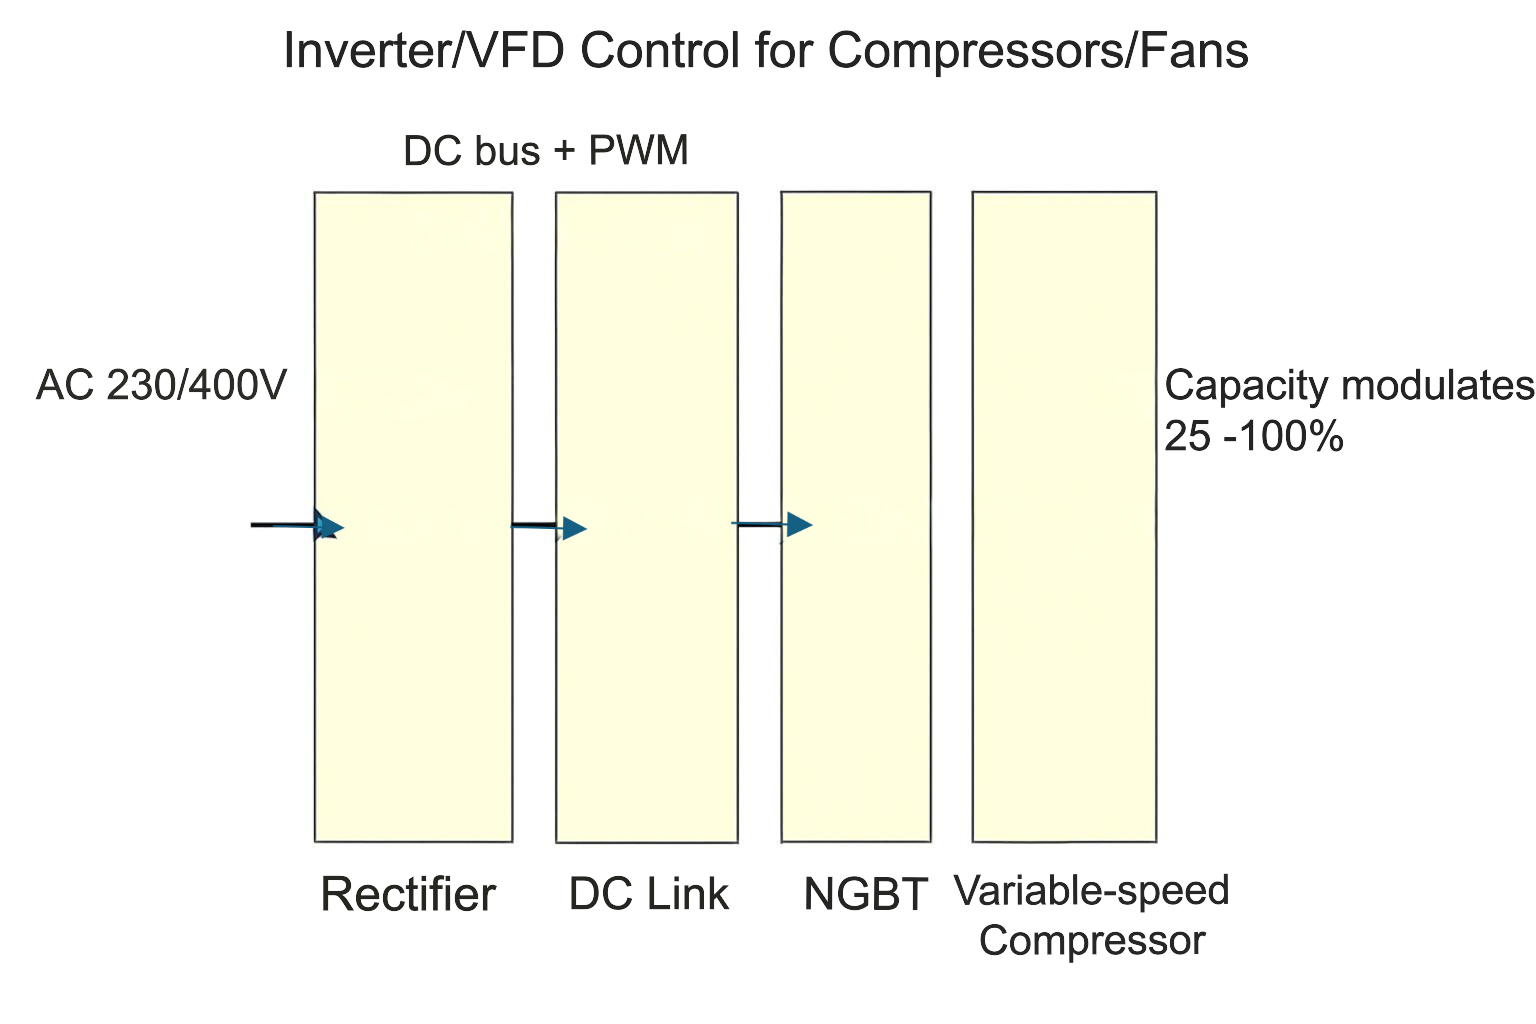 Inverter/VFD Control for Compressors/Fans
DC bus + PWM
AC 230/400V
Capacity modulates
25 -100%
Rectifier
DC Link
NGBT
Variable-speed
Compressor